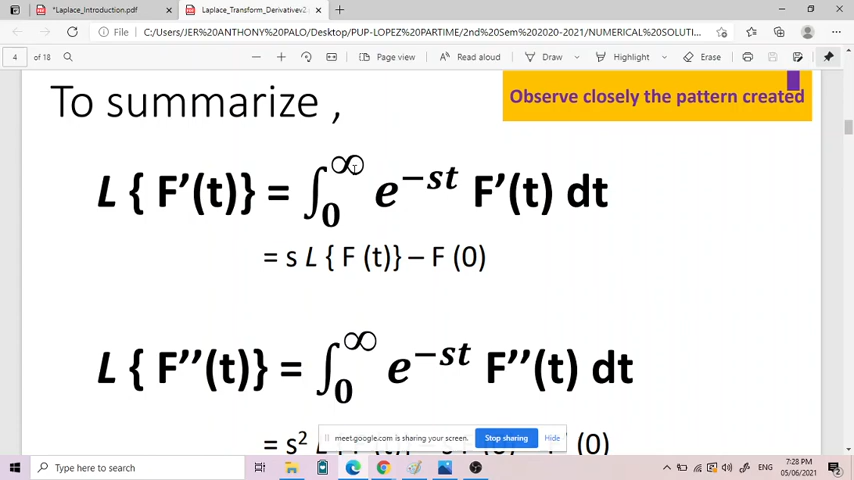 *Laplace_Introduction.pdf
Laplace_Transform_Derivativev2.
File
C:/Users/JER%20ANTHONY%20PALO/Desktop/PUP-LOPEZ%20PARTIME/2nd%20Sem%202020-2021/NUMERICAL%20SOLUTI...
4 of 18
Page view
Read aloud
Draw
Highlight
Erase
To summarize ,
Observe closely the pattern created
L { F’(t)} = ∫₀^∞ e^{−st} F’(t) dt
= s L { F (t)} – F (0)
L { F’’(t)} = ∫₀^∞ e^{−st} F’’(t) dt
= s² (0)
meet.google.com is sharing your screen.
Stop sharing
Hide
Type here to search
ENG
7:28 PM
05/06/2021
2